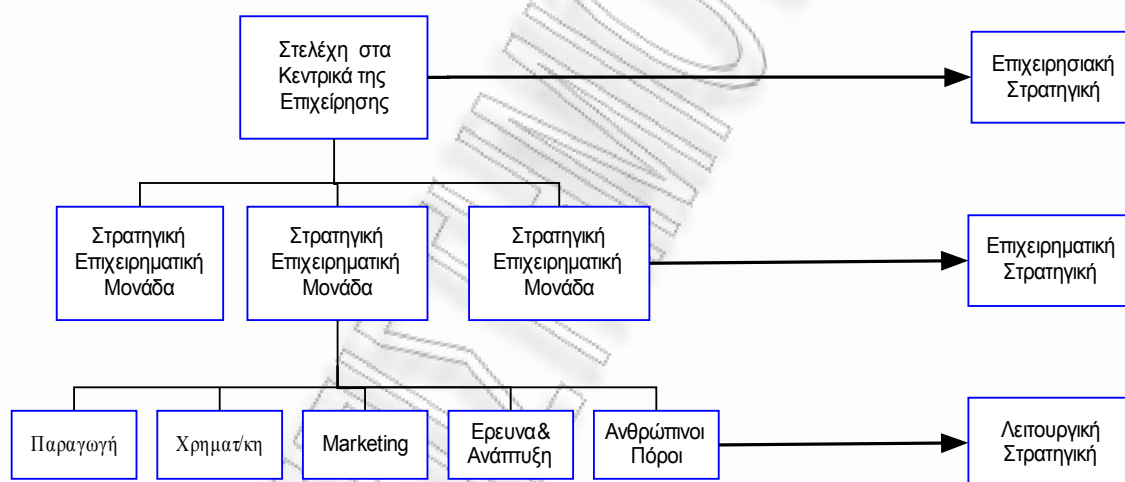 Στελέχη στα
Κεντρικά της
Επιχείρησης
Επιχειρησιακή
Στρατηγική
Στρατηγική
Επιχειρηματική
Μονάδα
Στρατηγική
Επιχειρηματική
Μονάδα
Στρατηγική
Επιχειρηματική
Μονάδα
Επιχειρηματική
Στρατηγική
Παραγωγή
Χρηματ/κη
Marketing
Ερευνα &
Ανάπτυξη
Ανθρώπινοι
Πόροι
Λειτουργική
Στρατηγική